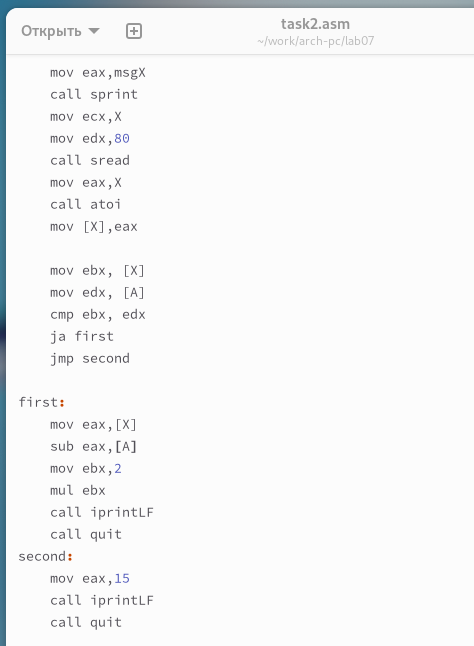 Открыть
task2.asm
~/work/arch-pc/lab07
mov eax,msgX
call sprint
mov ecx,X
mov edx,80
call sread
mov eax,X
call atoi
mov [X],eax
mov ebx, [X]
mov edx, [A]
cmp ebx, edx
ja first
jmp second
first:
mov eax,[X]
sub eax,[A]
mov ebx,2
mul ebx
call iprintLF
call quit
second:
mov eax,15
call iprintLF
call quit